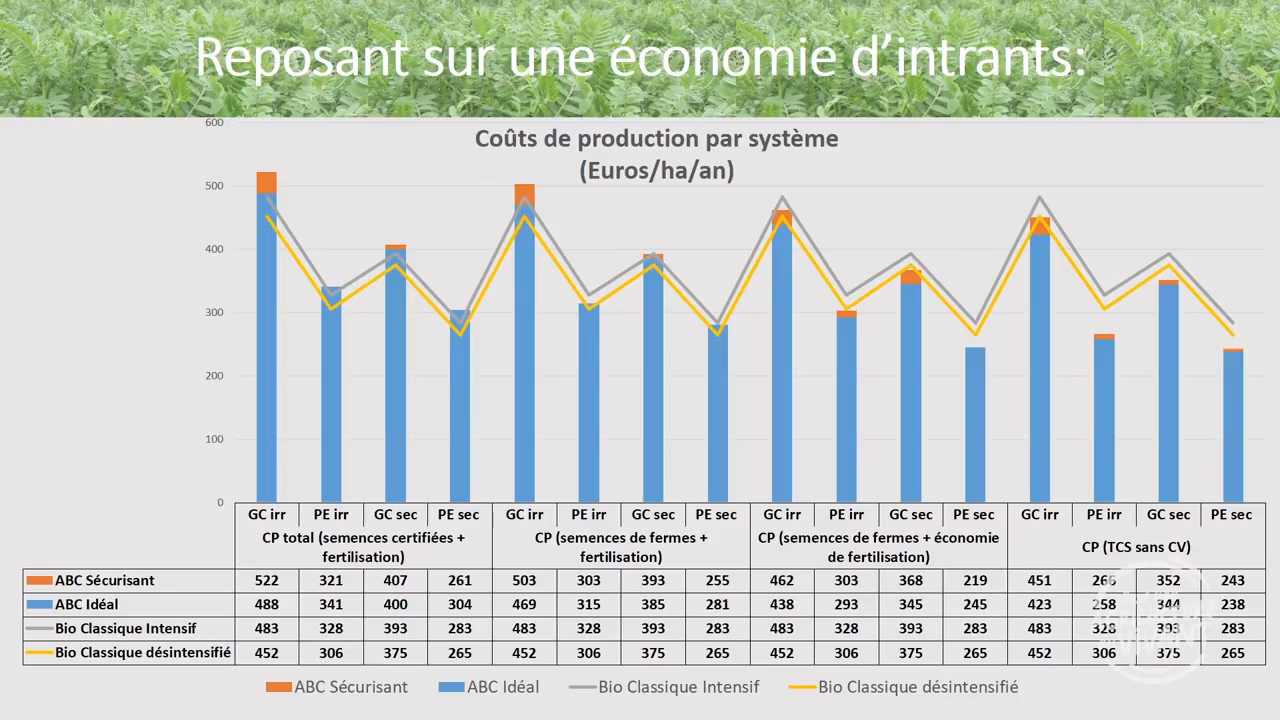 Reposant sur une économie d'intrants:
Coûts de production par système
(Euros/ha/an)
600
500
400
300
200
100
0
GC irr PE irr GC sec PE sec GC irr PE irr GC sec PE sec GC irr PE irr GC sec PE sec GC irr PE irr GC sec PE sec
CP total (semences certifiées + fertilisation) CP (semences de fermes + fertilisation) CP (semences de fermes + économie de fertilisation) CP (TCS sans CV)
ABC Sécurisant 522 321 407 261 503 303 393 255 462 303 368 219 451 266 352 243
ABC Idéal 488 341 400 304 469 315 385 281 438 293 345 245 423 258 344 238
Bio Classique Intensif 483 328 393 283 483 328 393 283 483 328 393 283 483 328 393 283
Bio Classique désintensifié 452 306 375 265 452 306 375 265 452 306 375 265 452 306 375 265
ABC Sécurisant ABC Idéal Bio Classique Intensif Bio Classique désintensifié